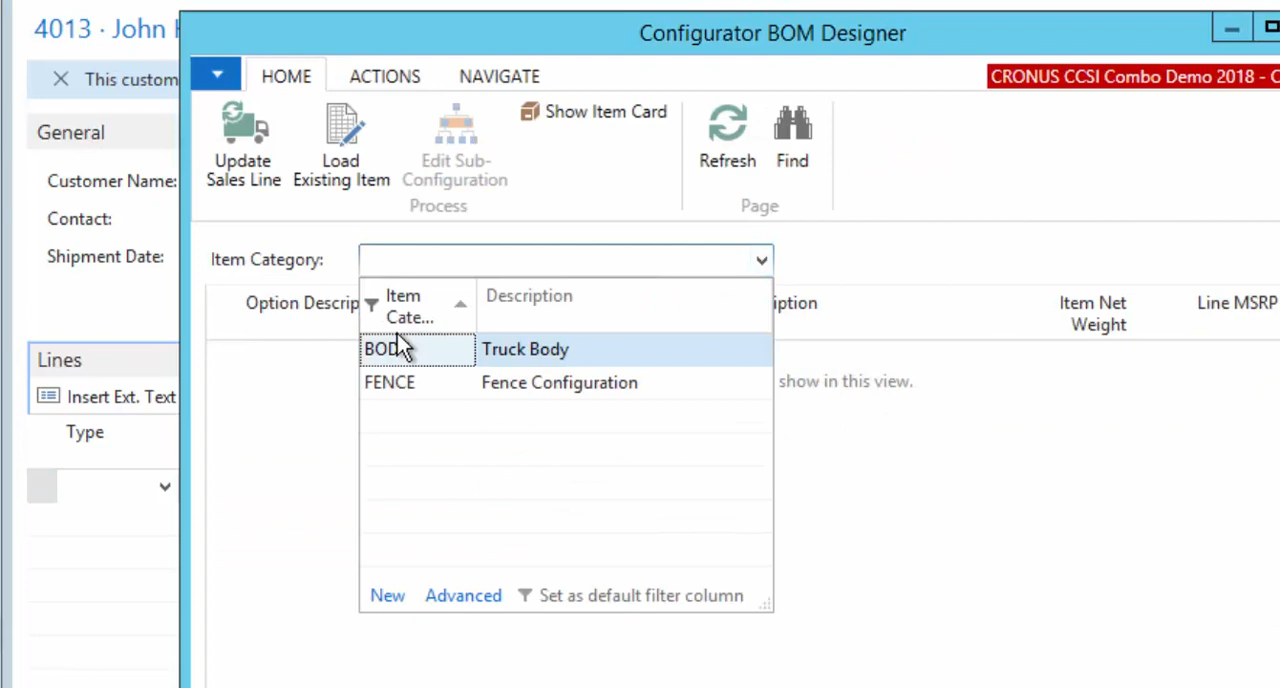 4013 · John
Configurator BOM Designer
This custom
HOME ACTIONS NAVIGATE
CRONUS CCSI Combo Demo 2018 -
General
Show Item Card
Update
Sales Line
Load
Existing Item
Edit Sub-
Configuration
Refresh
Find
Process
Page
Customer Name:
Contact:
Shipment Date:
Item Category:
Option Descrip
Item
Cate...
Description
iption
Item Net
Weight
Line MSRP
BOD
Truck Body
FENCE
Fence Configuration
show in this view.
Lines
Insert Ext. Text
Type
New
Advanced
Set as default filter column